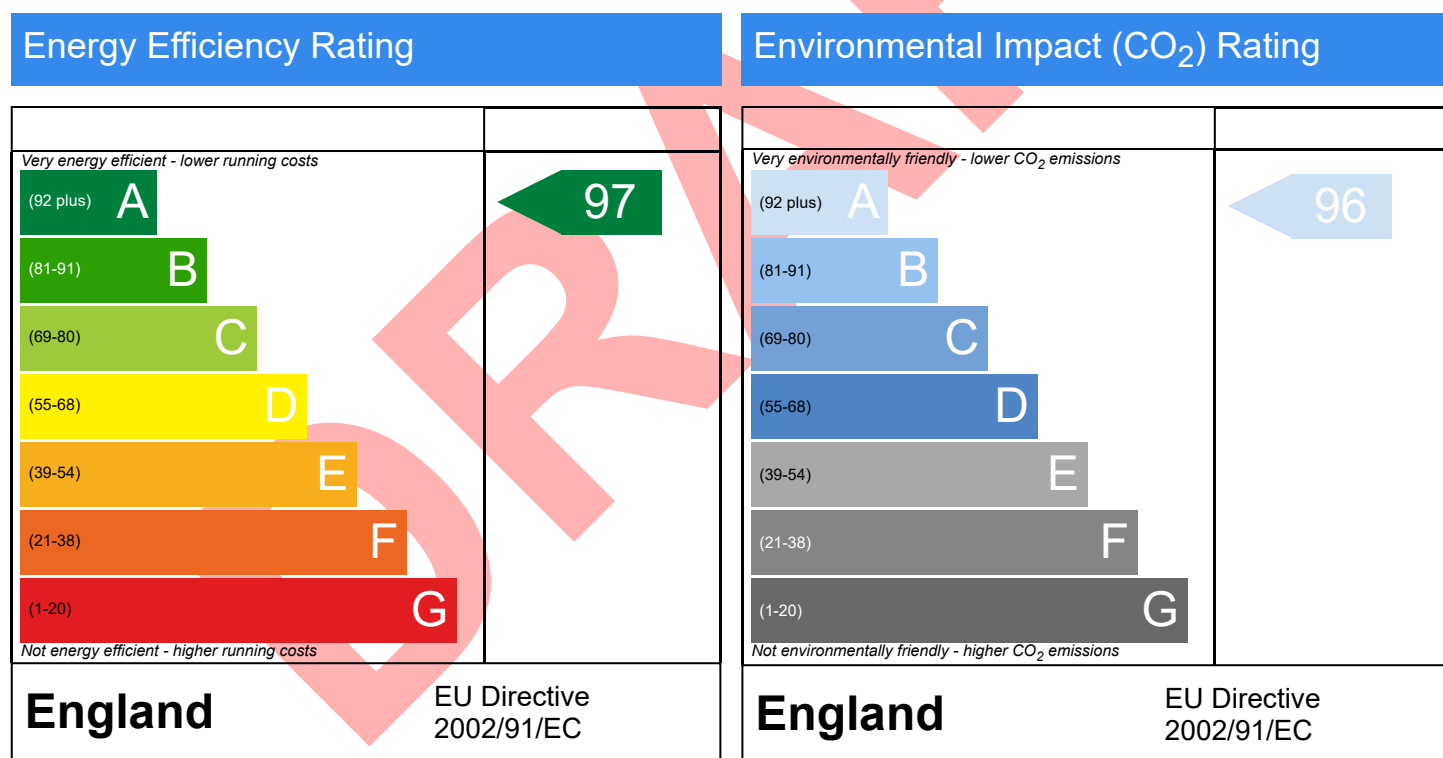 Energy Efficiency Rating
Very energy efficient - lower running costs
(92 plus) A
97
(81-91) B
(69-80) C
(55-68) D
(39-54) E
(21-38) F
(1-20) G
Not energy efficient - higher running costs
England
EU Directive
2002/91/EC
Environmental Impact (CO2) Rating
Very environmentally friendly - lower CO2 emissions
(92 plus) A
96
(81-91) B
(69-80) C
(55-68) D
(39-54) E
(21-38) F
(1-20) G
Not environmentally friendly - higher CO2 emissions
England
EU Directive
2002/91/EC